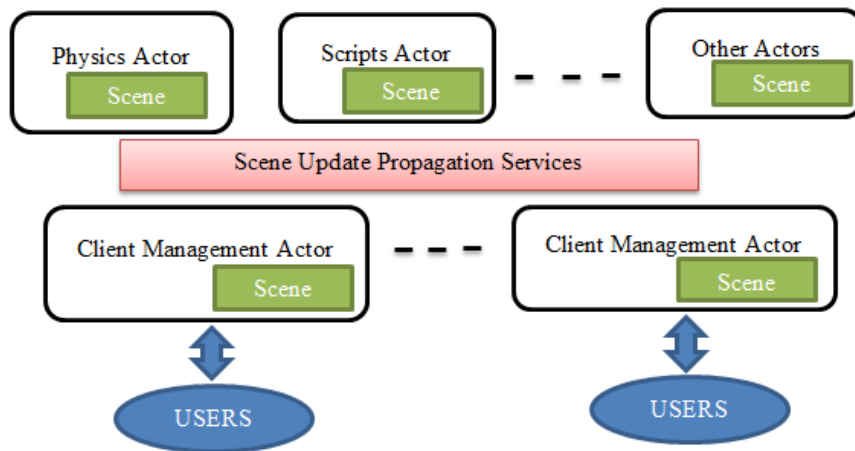 Physics Actor
Scene
Scripts Actor
Scene
Other Actors
Scene
Scene Update Propagation Services
Client Management Actor
Scene
Client Management Actor
Scene
USERS
USERS